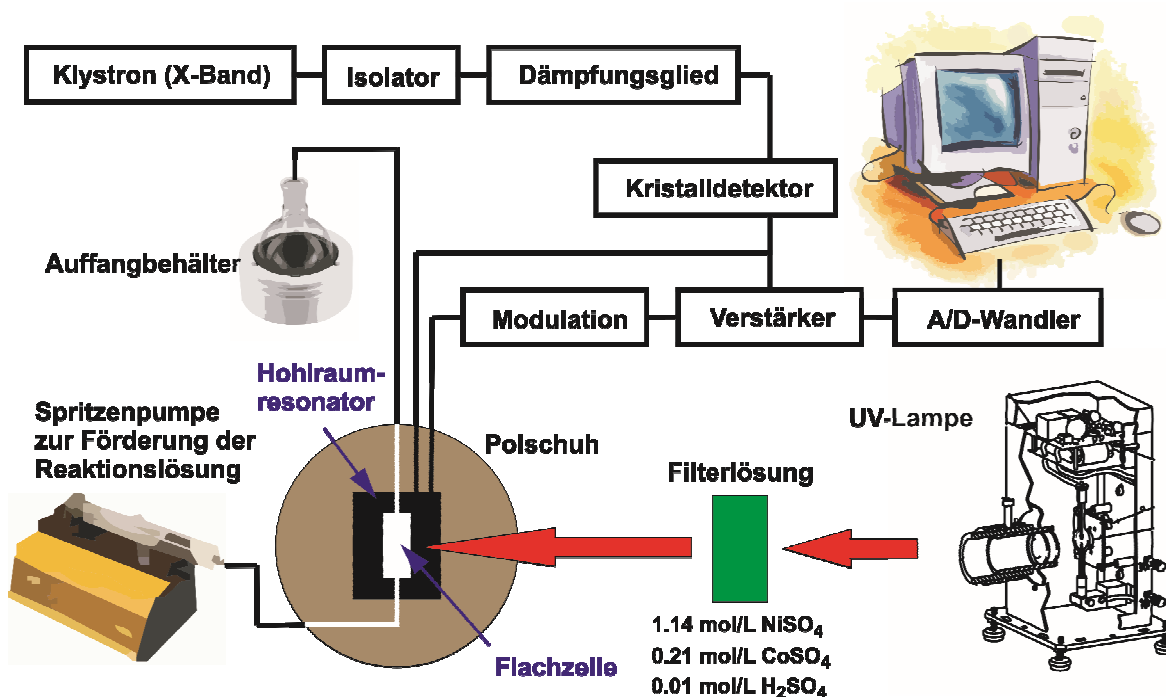 Klystron (X-Band)
Isolator
Dämpfungsglied
Kristalldetektor
Auffangbehälter
Modulation
Verstärker
A/D-Wandler
Hohlraum-
resonator
Spritzenpumpe
zur Förderung der
Reaktionslösung
Polschuh
UV-Lampe
Filterlösung
Flachzelle
1.14 mol/L NiSO₄
0.21 mol/L CoSO₄
0.01 mol/L H₂SO₄